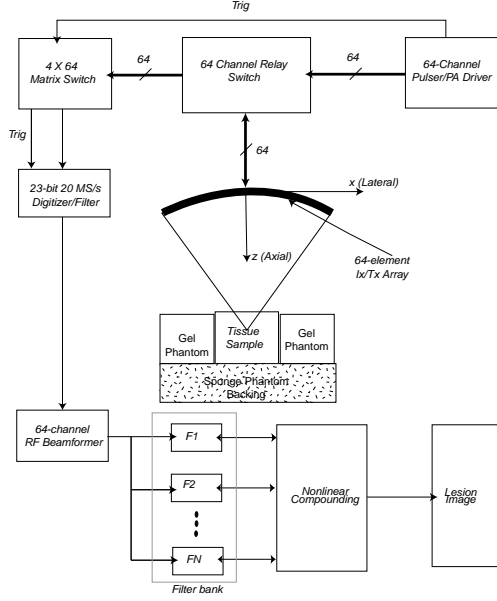 Trig
4 X 64
Matrix Switch
64
64 Channel Relay
Switch
64
64-Channel
Pulser/PA Driver
Trig
64
23-bit 20 MS/s
Digitizer/Filter
x (Lateral)
z (Axial)
64-element
Ix/Tx Array
Gel
Phantom
Tissue
Sample
Gel
Phantom
Sponge Phantom
Backing
64-channel
RF Beamformer
F1
F2
FN
Filter bank
Nonlinear
Compounding
Lesion
Image